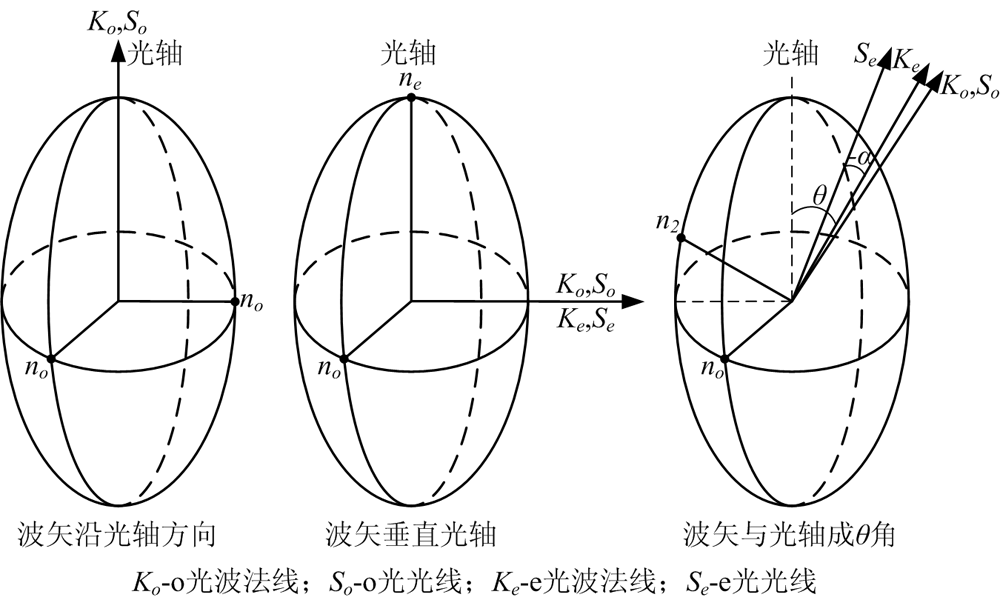 Kₒ,Sₒ
光轴
nₒ
nₒ
波矢沿光轴方向
光轴
nₑ
Kₒ,Sₒ
Kₑ,Sₑ
nₒ
波矢垂直光轴
光轴
Sₑ
Kₑ
Kₒ,Sₒ
-α
θ
n₂
nₒ
波矢与光轴成θ角
Kₒ-o光波法线；Sₒ-o光光线；Kₑ-e光波法线；Sₑ-e光光线